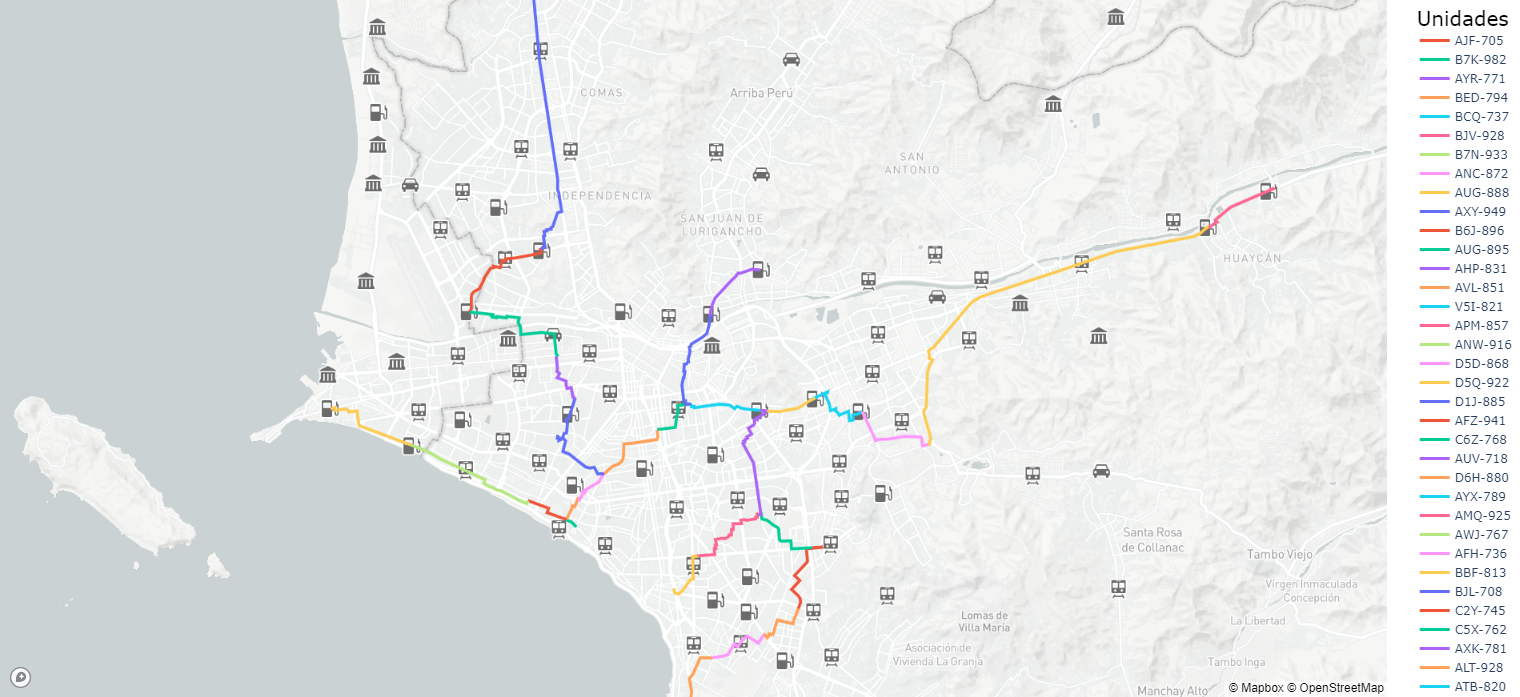 COMAS
Arriba Perú
SAN
ANTONIO
INDEPENDENCIA
SAN JUAN DE
LURIGANCHO
HUAYCÁN
Santa Rosa
de Collanac
Tambo Viejo
Virgen Inmaculada
Concepción
Lomas de
Villa María
La Libertad
Asociación de
Vivienda La Granja
Tambo Inga
Manchay Alto
© Mapbox © OpenStreetMap
Unidades
AJF-705
B7K-982
AYR-771
BED-794
BCQ-737
BJV-928
B7N-933
ANC-872
AUG-888
AXY-949
B6J-896
AUG-895
AHP-831
AVL-851
V5I-821
APM-857
ANW-916
D5D-868
D5Q-922
D1J-885
AFZ-941
C6Z-768
AUV-718
D6H-880
AYX-789
AMQ-925
AWJ-767
AFH-736
BBF-813
BJL-708
C2Y-745
C5X-762
AXK-781
ALT-928
ATB-820